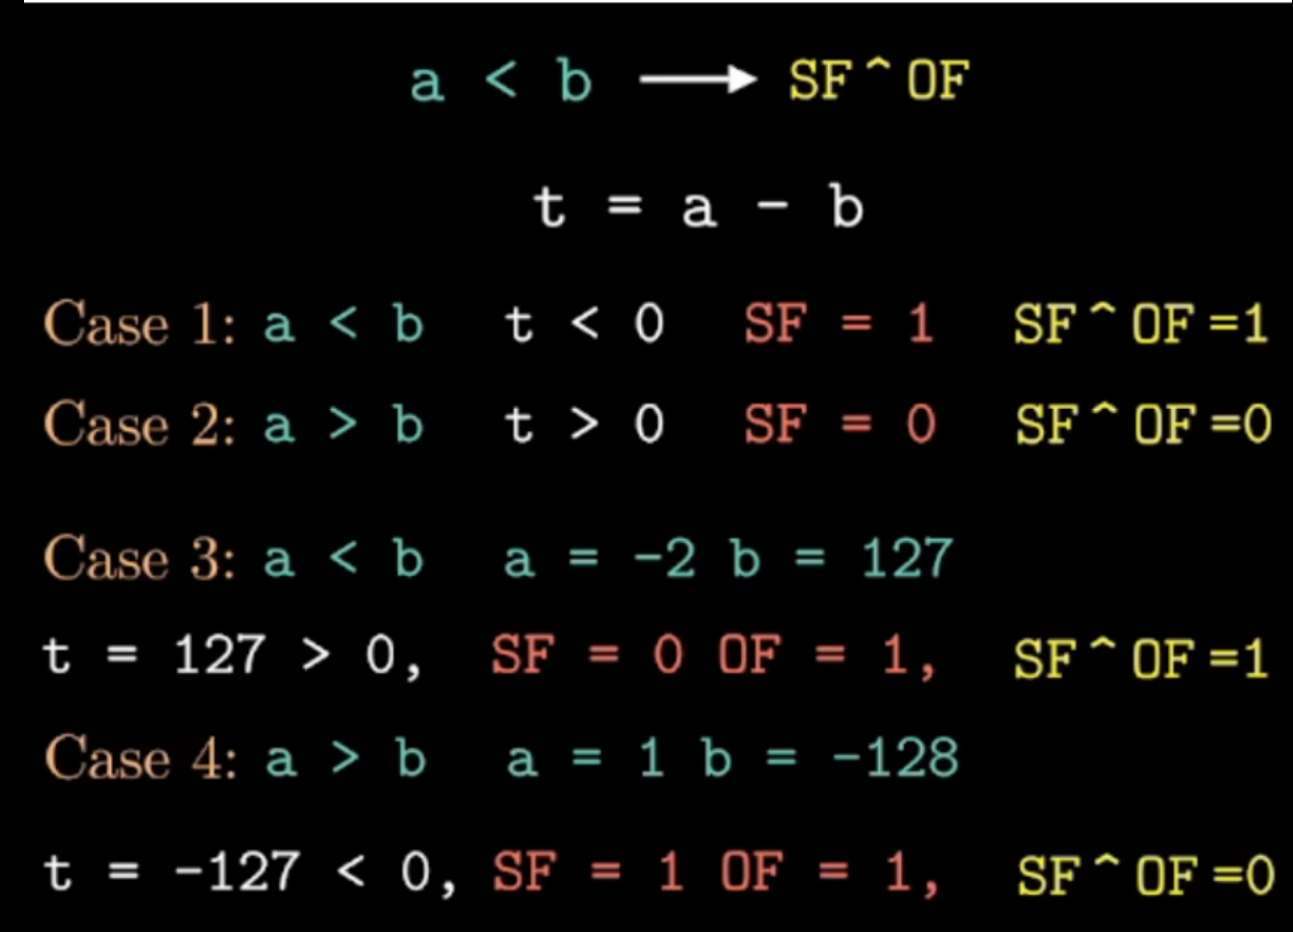 a < b ⟶ SF^OF
t = a - b
Case 1: a < b t < 0 SF = 1 SF^OF=1
Case 2: a > b t > 0 SF = 0 SF^OF=0
Case 3: a < b a = -2 b = 127
t = 127 > 0, SF = 0 OF = 1, SF^OF=1
Case 4: a > b a = 1 b = -128
t = -127 < 0, SF = 1 OF = 1, SF^OF=0